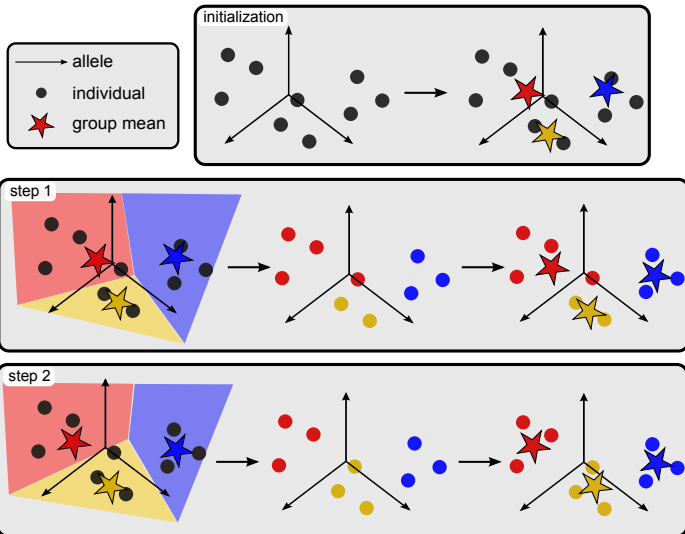 initialization
allele
individual
group mean
step 1
step 2